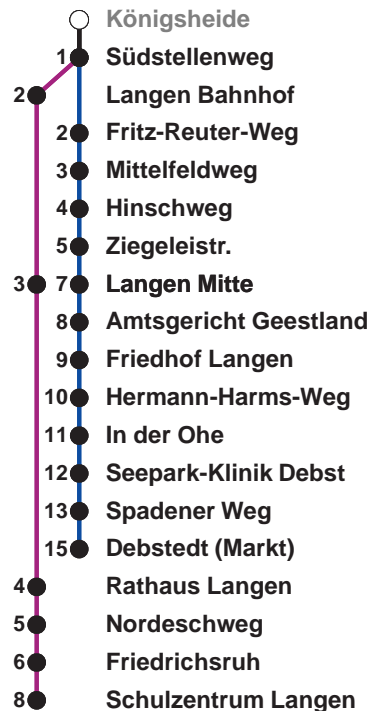 Königsheide
1 Südstellenweg
2 Langen Bahnhof
2 Fritz-Reuter-Weg
3 Mittelfeldweg
4 Hinschweg
5 Ziegeleistr.
3 7 Langen Mitte
8 Amtsgericht Geestland
9 Friedhof Langen
10 Hermann-Harms-Weg
11 In der Ohe
12 Seepark-Klinik Debst
13 Spadener Weg
15 Debstedt (Markt)
4 Rathaus Langen
5 Nordeschweg
6 Friedrichsruh
8 Schulzentrum Langen